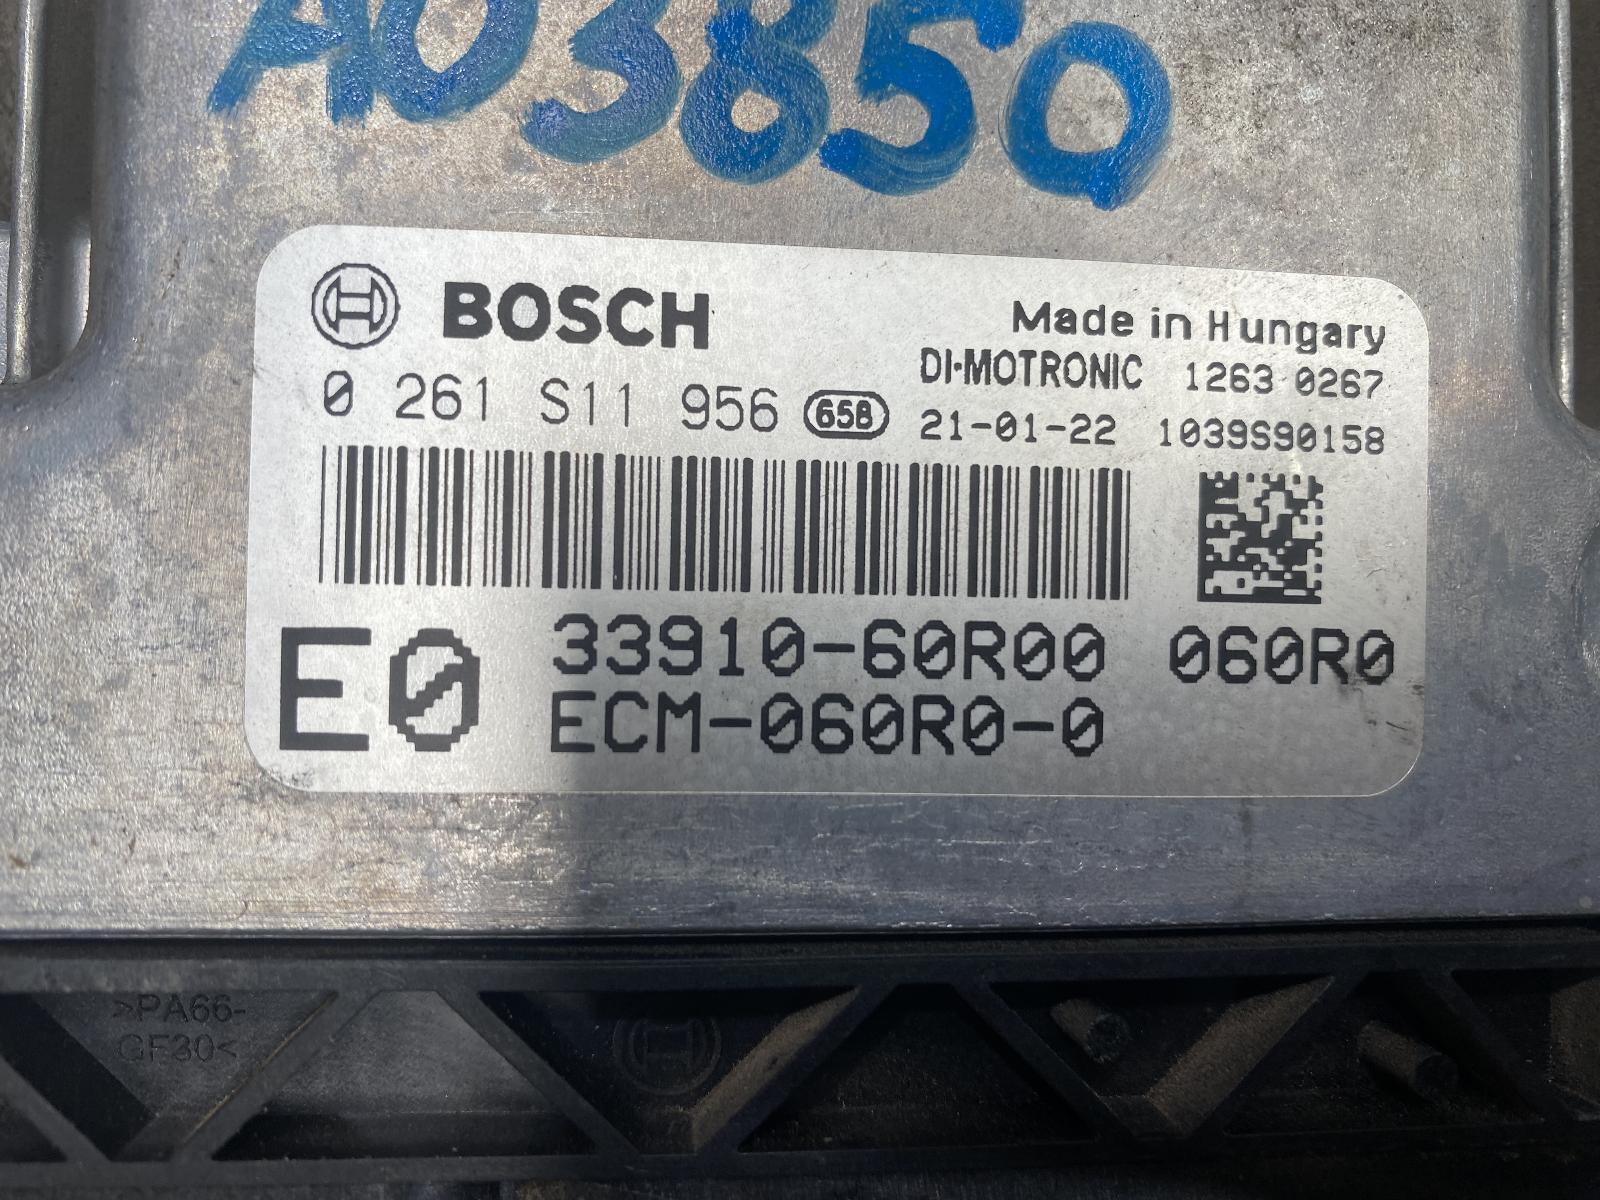 A03850
BOSCH
Made in Hungary
DI•MOTRONIC 1263 0267
0 261 S11 956 658 21-01-22 1039S90158
E0 33910-60R00 060R0
ECM-060R0-0
>PA66-
GF30<